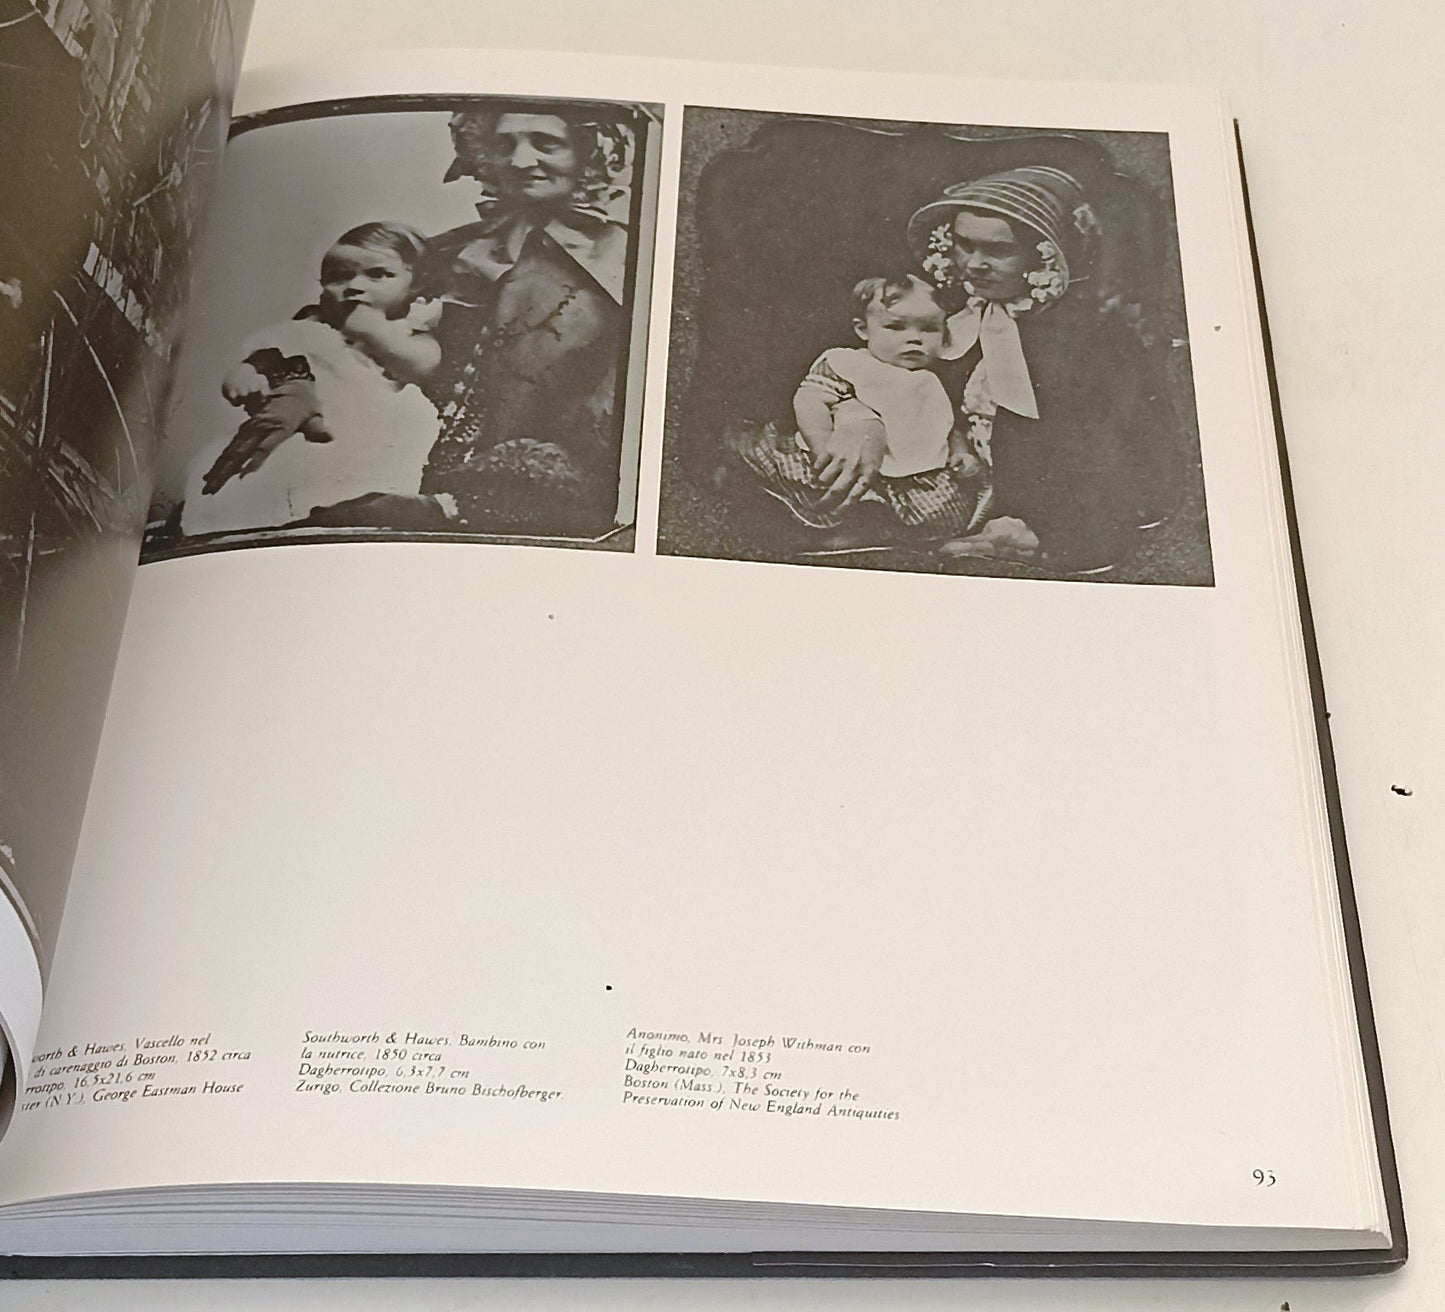 & Hawes, Vascello nel
di carenaggio di Boston, 1852 circa
16,5x21,6 cm
(N.Y.), George Eastman House
Southworth & Hawes, Bambino con
la nutrice, 1850 circa
Dagherrotipo, 6,3x7,7 cm
Zurigo, Collezione Bruno Bischofberger.
Anonimo, Mrs Joseph Withman con
il figlio nato nel 1853
Dagherrotipo, 7x8,3 cm
Boston (Mass.), The Society for the
Preservation of New England Antiquities
93